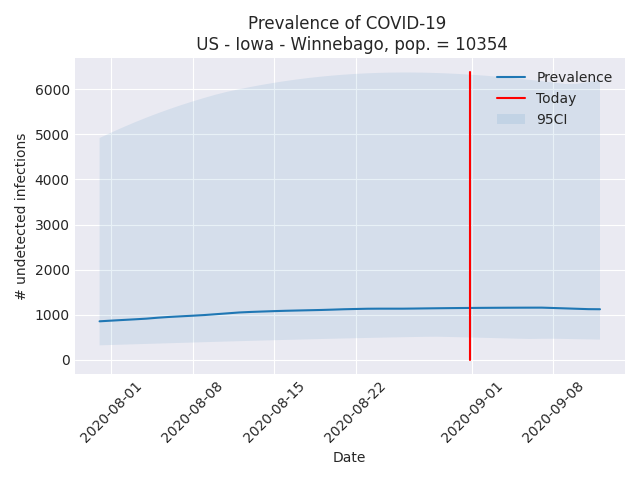 Prevalence of COVID-19
US - Iowa - Winnebago, pop. = 10354
Prevalence
Today
95CI
6000
5000
4000
3000
2000
1000
0
# undetected infections
2020-08-01
2020-08-08
2020-08-15
2020-08-22
2020-09-01
2020-09-08
Date